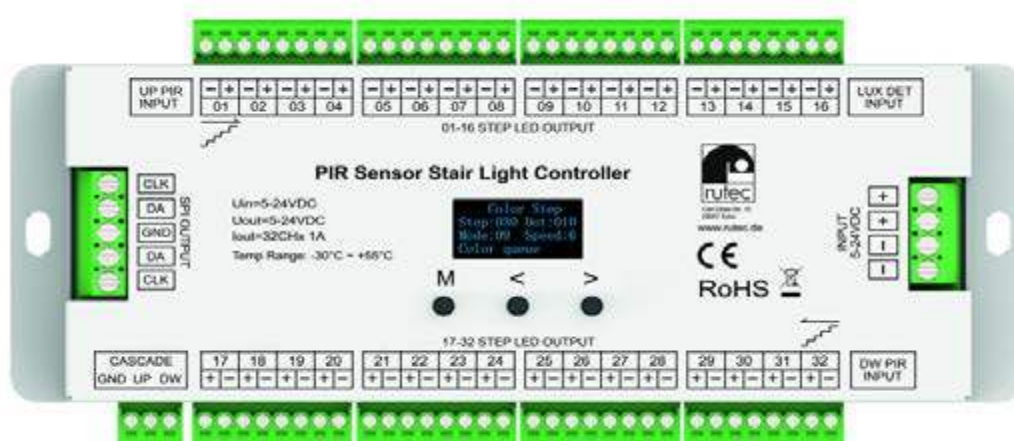 UP PIR
INPUT
- + - + - + - +
01 02 03 04
- + - + - + - +
05 06 07 08
- + - + - + - +
09 10 11 12
- + - + - + - +
13 14 15 16
LUX DET
INPUT
01-16 STEP LED OUTPUT
CLK
DA
GND
DA
CLK
SPI OUTPUT
PIR Sensor Stair Light Controller
Uin=5-24VDC
Uout=5-24VDC
Iout=32CHx 1A
Temp Range: -30°C ~ +55°C
Color Step
Step:030 Det:010
Mode:09 Speed:6
Color queue
M < >
rutec
www.rutec.de
CE
RoHS
INPUT
5-24VDC
+
+
-
-
17-32 STEP LED OUTPUT
CASCADE
GND UP DW
17 18 19 20
+ - + - + - + -
21 22 23 24
+ - + - + - + -
25 26 27 28
+ - + - + - + -
29 30 31 32
+ - + - + - + -
DW PIR
INPUT